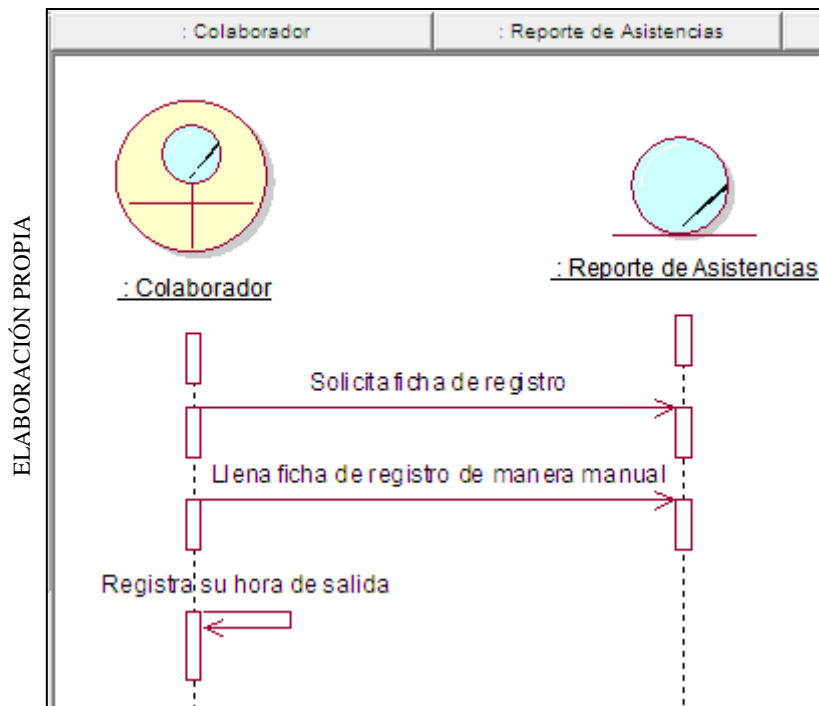 : Colaborador
: Reporte de Asistencias
ELABORACIÓN PROPIA
: Colaborador
: Reporte de Asistencias
Solicita ficha de registro
Llena ficha de registro de manera manual
Registra su hora de salida